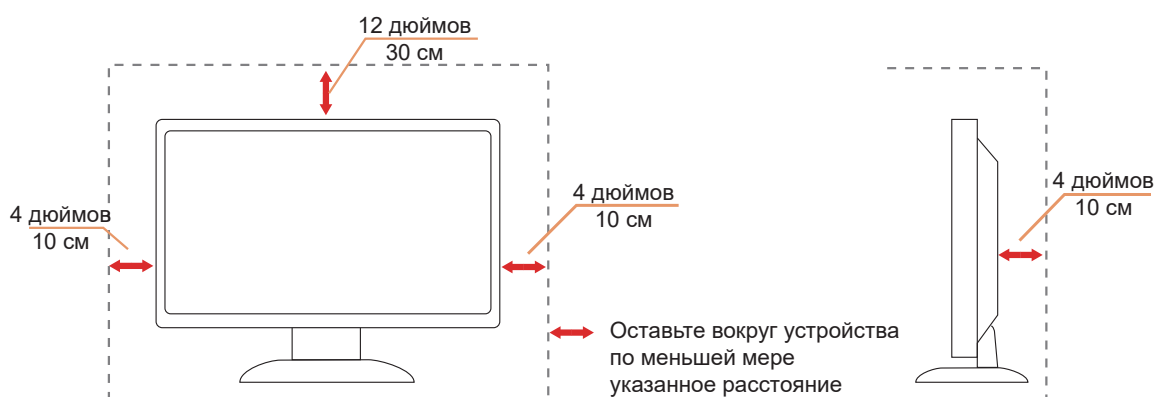 12 дюймов
30 см
4 дюймов
10 см
4 дюймов
10 см
4 дюймов
10 см
Оставьте вокруг устройства
по меньшей мере
указанное расстояние